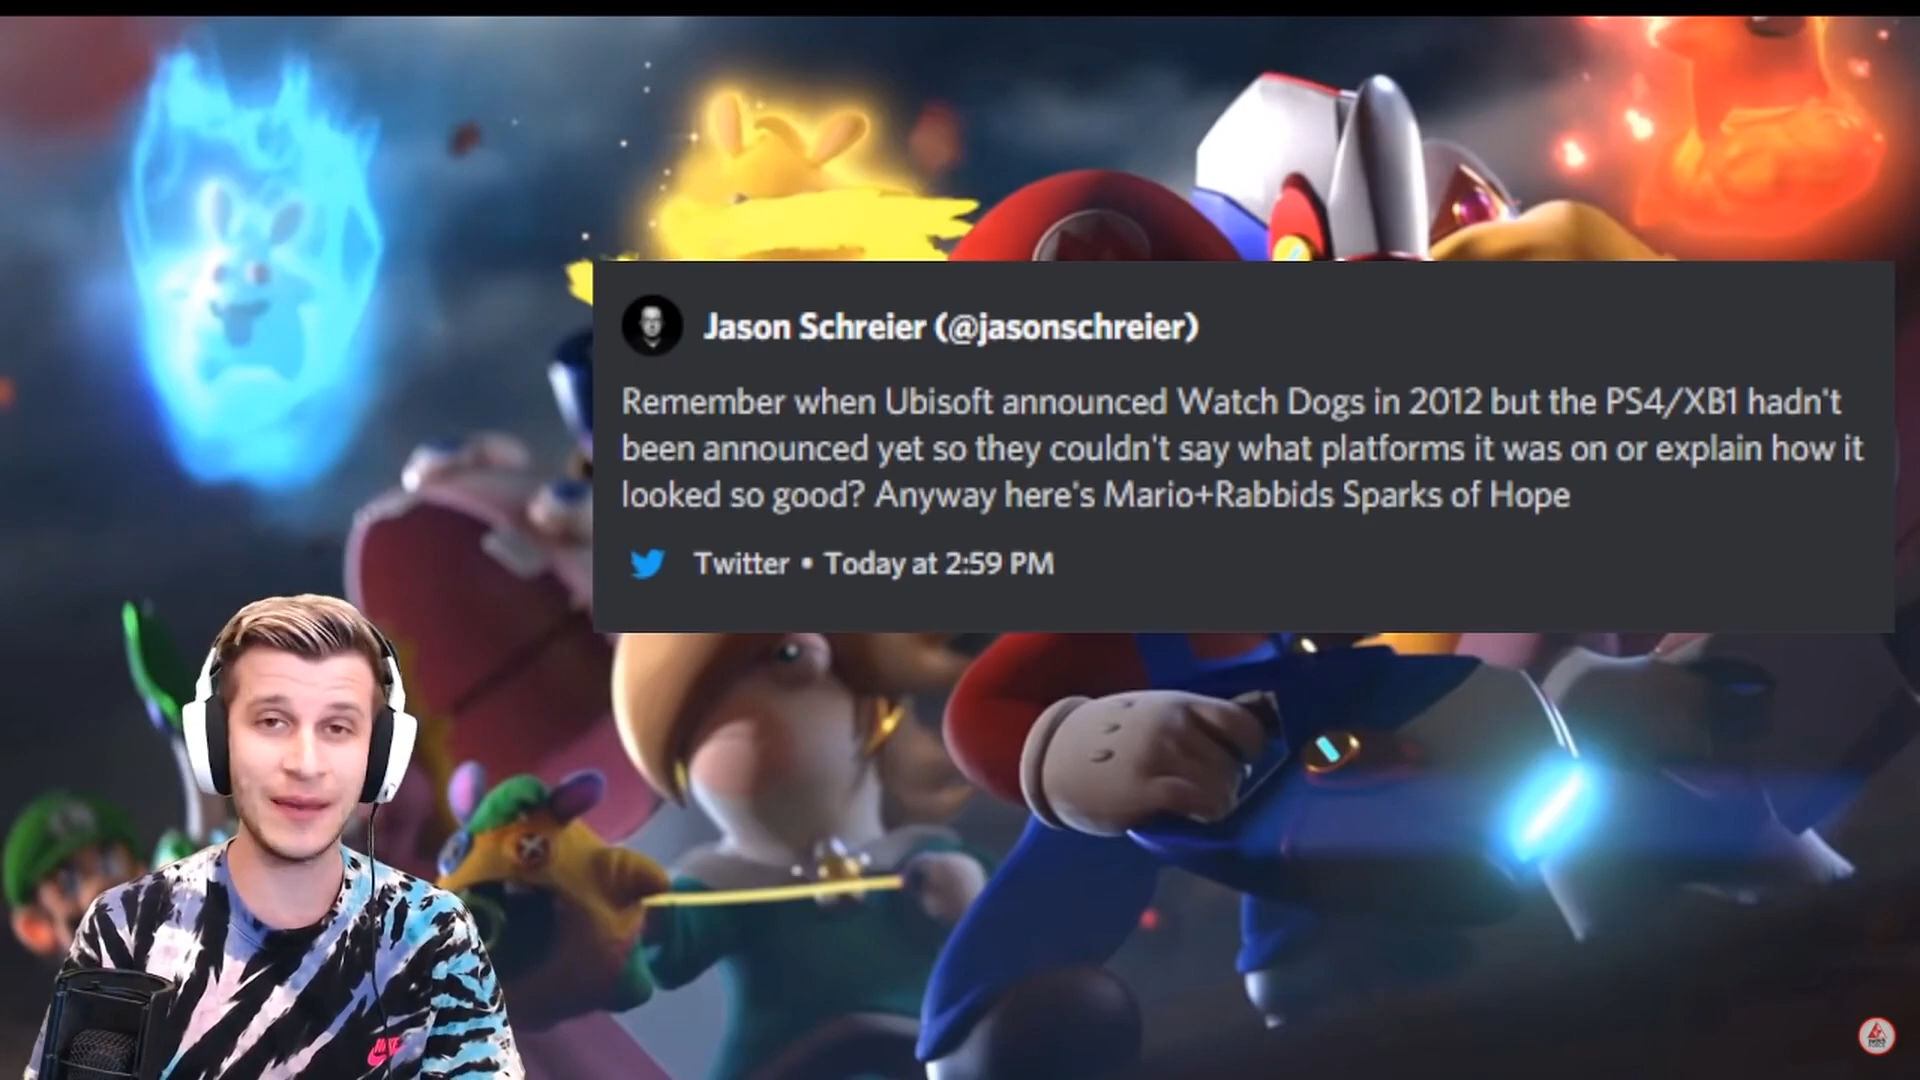 Jason Schreier (@jasonschreier)
Remember when Ubisoft announced Watch Dogs in 2012 but the PS4/XB1 hadn't
been announced yet so they couldn't say what platforms it was on or explain how it
looked so good? Anyway here's Mario+Rabbids Sparks of Hope
Twitter • Today at 2:59 PM